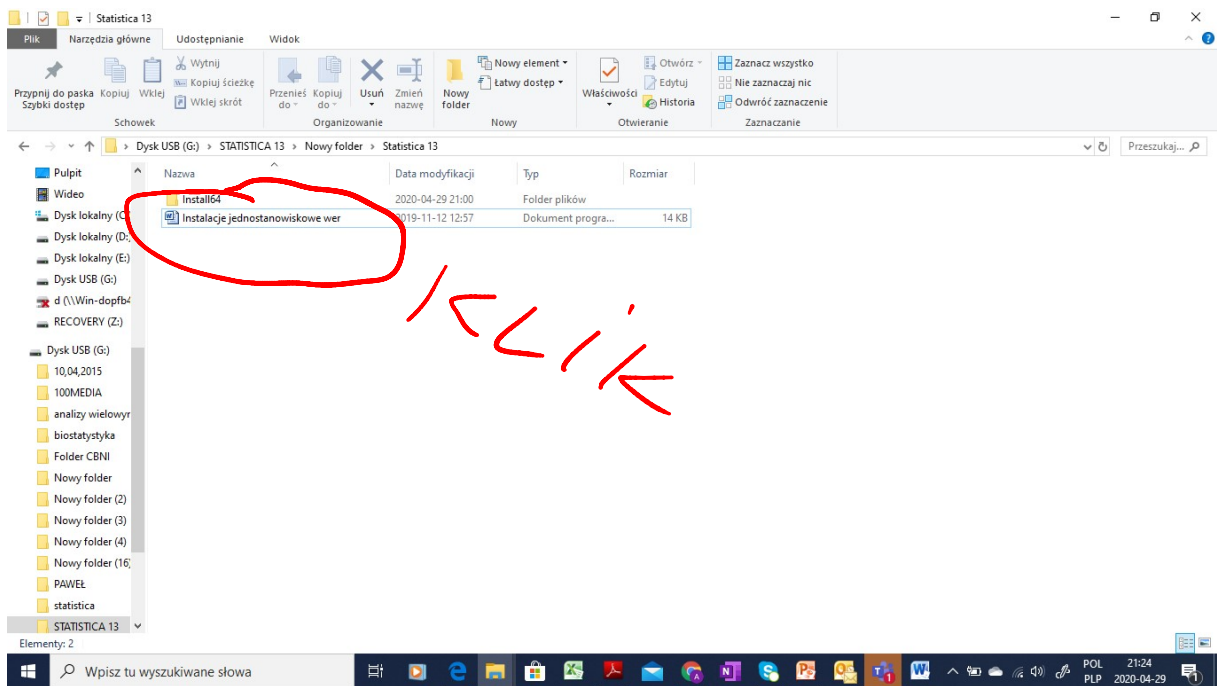 Statistica 13
Plik Narzędzia główne Udostępnianie Widok
Przypnij do paska Szybki dostęp
Kopiuj
Wklej
Wytnij
Kopiuj ścieżkę
Wklej skrót
Schowek
Przenieś do
Kopiuj do
Usuń
Zmień nazwę
Organizowanie
Nowy folder
Nowy element
Łatwy dostęp
Nowy
Właściwości
Otwórz
Edytuj
Historia
Otwieranie
Zaznacz wszystko
Nie zaznaczaj nic
Odwróć zaznaczenie
Zaznaczanie
Dysk USB (G:) > STATISTICA 13 > Nowy folder > Statistica 13
Przeszukaj...
Pulpit
Wideo
Dysk lokalny (C
Dysk lokalny (D:
Dysk lokalny (E:)
Dysk USB (G:)
d (\\Win-dopfb4
RECOVERY (Z:)
Dysk USB (G:)
10,04,2015
100MEDIA
analizy wielowyr
biostatystyka
Folder CBNI
Nowy folder
Nowy folder (2)
Nowy folder (3)
Nowy folder (4)
Nowy folder (16)
PAWEŁ
statistica
STATISTICA 13
Nazwa Data modyfikacji Typ Rozmiar
Install64 2020-04-29 21:00 Folder plików
Instalacje jednostanowiskowe wer 2019-11-12 12:57 Dokument progra... 14 KB
KLiK
Elementy: 2
Wpisz tu wyszukiwane słowa
POL
PLP
21:24
2020-04-29
1